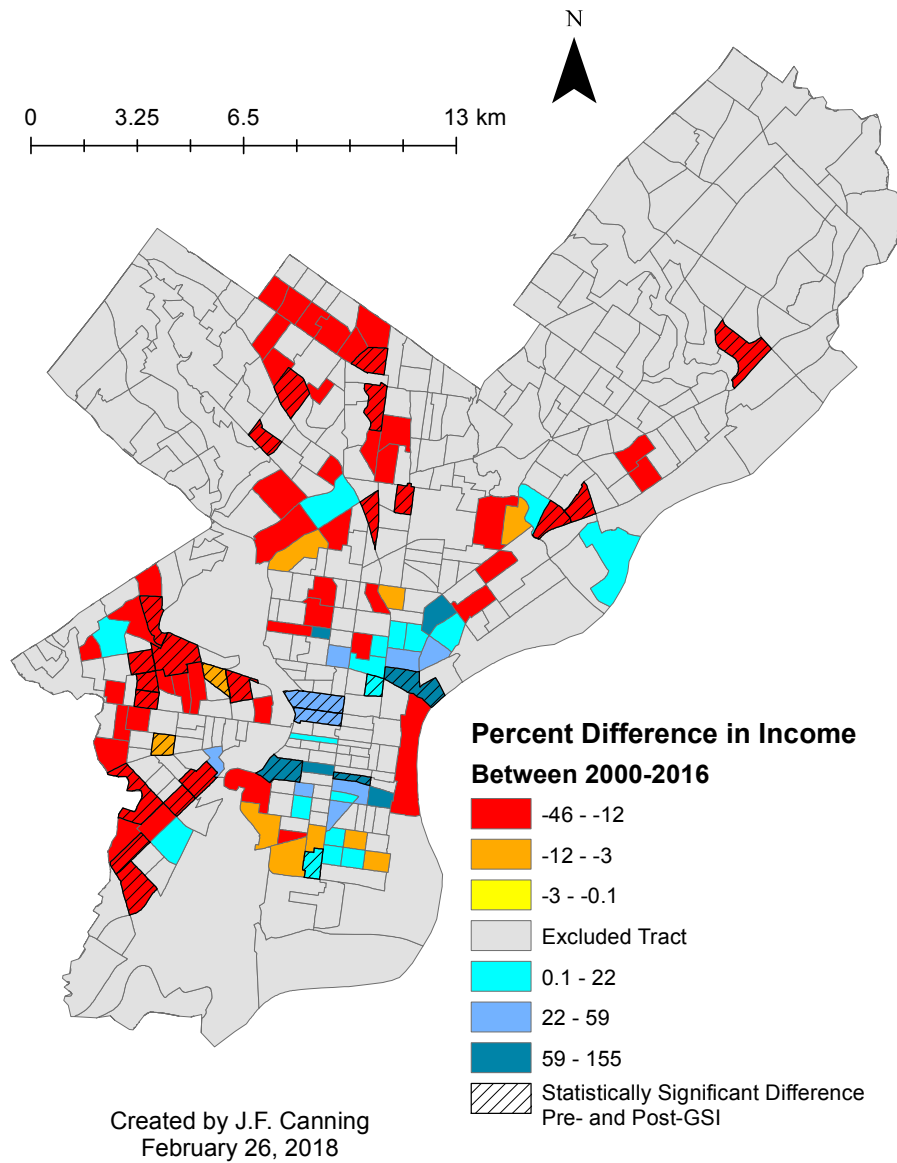 N
0 3.25 6.5 13 km
Percent Difference in Income
Between 2000-2016
-46 - -12
-12 - -3
-3 - -0.1
Excluded Tract
0.1 - 22
22 - 59
59 - 155
Statistically Significant Difference
Pre- and Post-GSI
Created by J.F. Canning
February 26, 2018